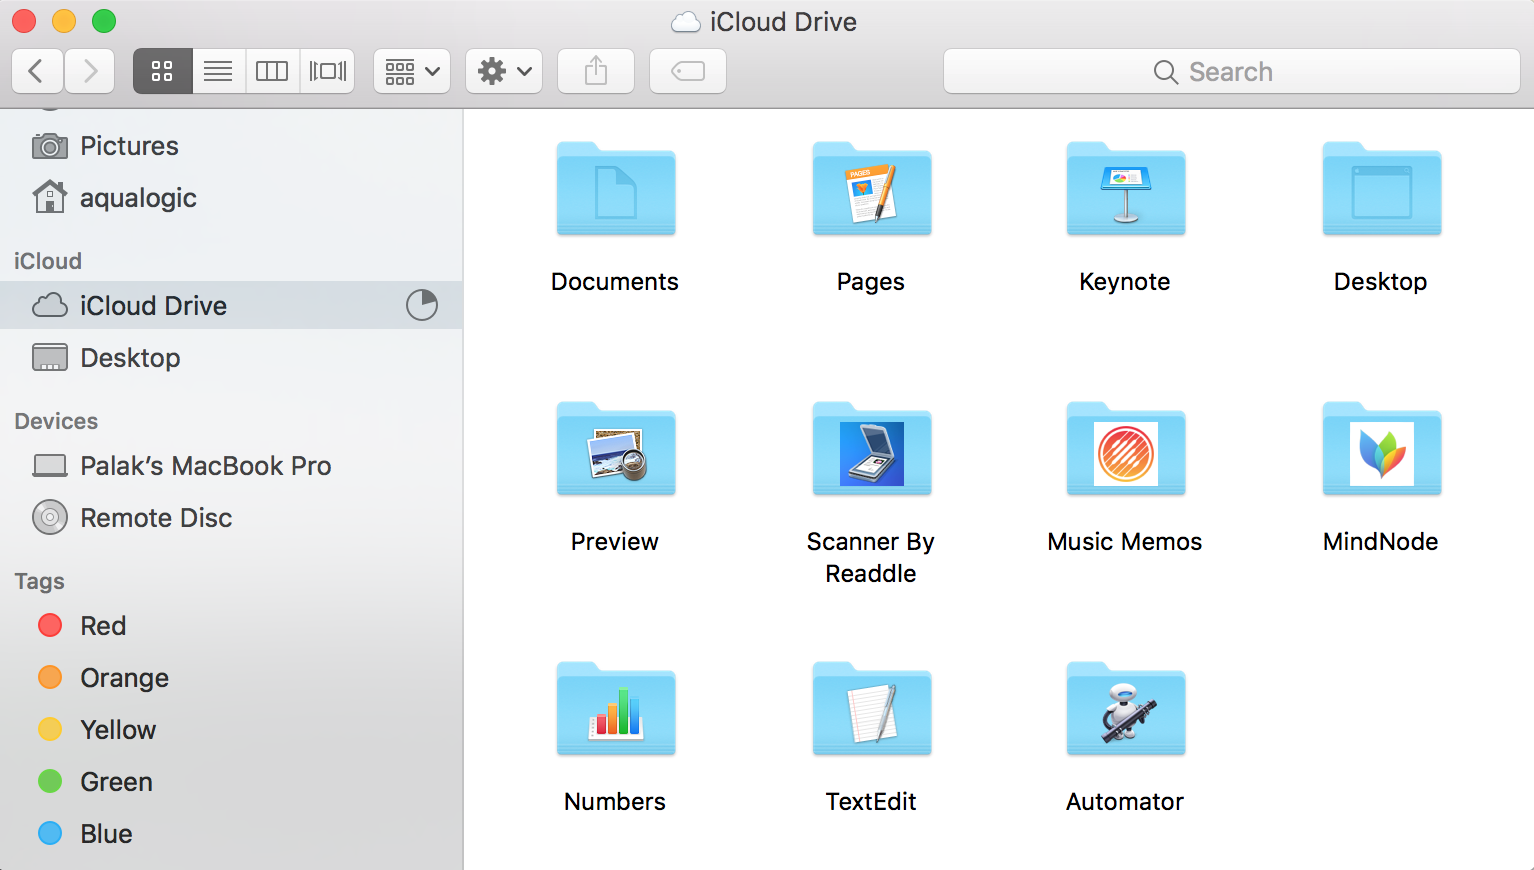 iCloud Drive
Search
Pictures
aqualogic
iCloud
iCloud Drive
Desktop
Devices
Palak’s MacBook Pro
Remote Disc
Tags
Red
Orange
Yellow
Green
Blue
PAGES
Documents
Pages
Keynote
Desktop
Preview
Scanner By
Readdle
Music Memos
MindNode
Numbers
TextEdit
Automator